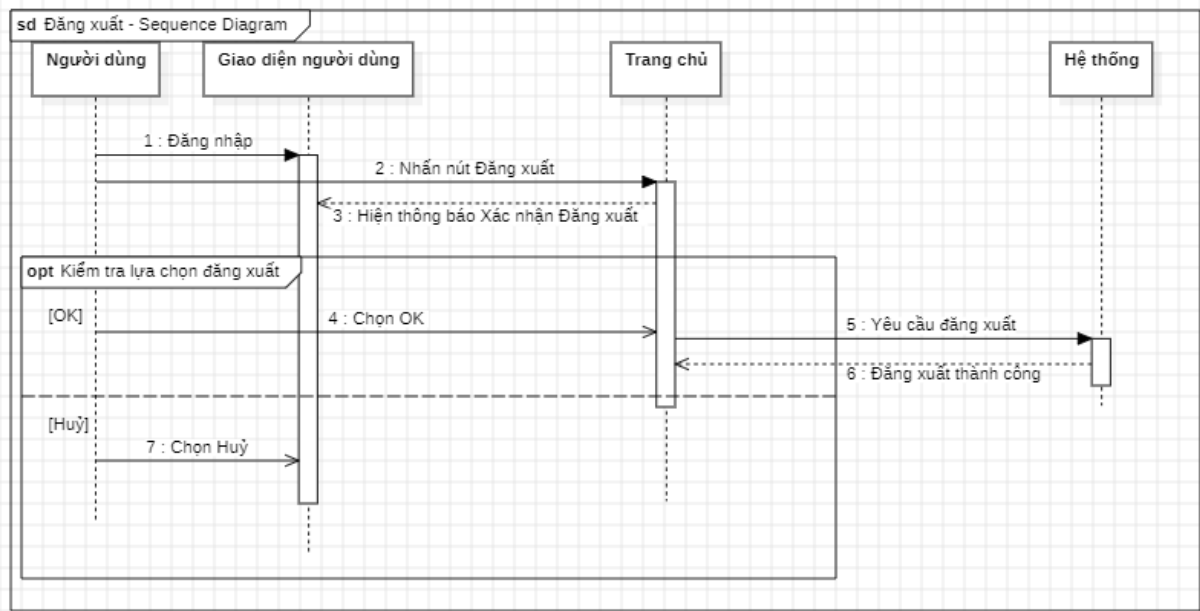 sd Đăng xuất - Sequence Diagram
Người dùng
Giao diện người dùng
Trang chủ
Hệ thống
1 : Đăng nhập
2 : Nhấn nút Đăng xuất
3 : Hiện thông báo Xác nhận Đăng xuất
opt Kiểm tra lựa chọn đăng xuất
[OK]
4 : Chọn OK
5 : Yêu cầu đăng xuất
6 : Đăng xuất thành công
[Huỷ]
7 : Chọn Huỷ